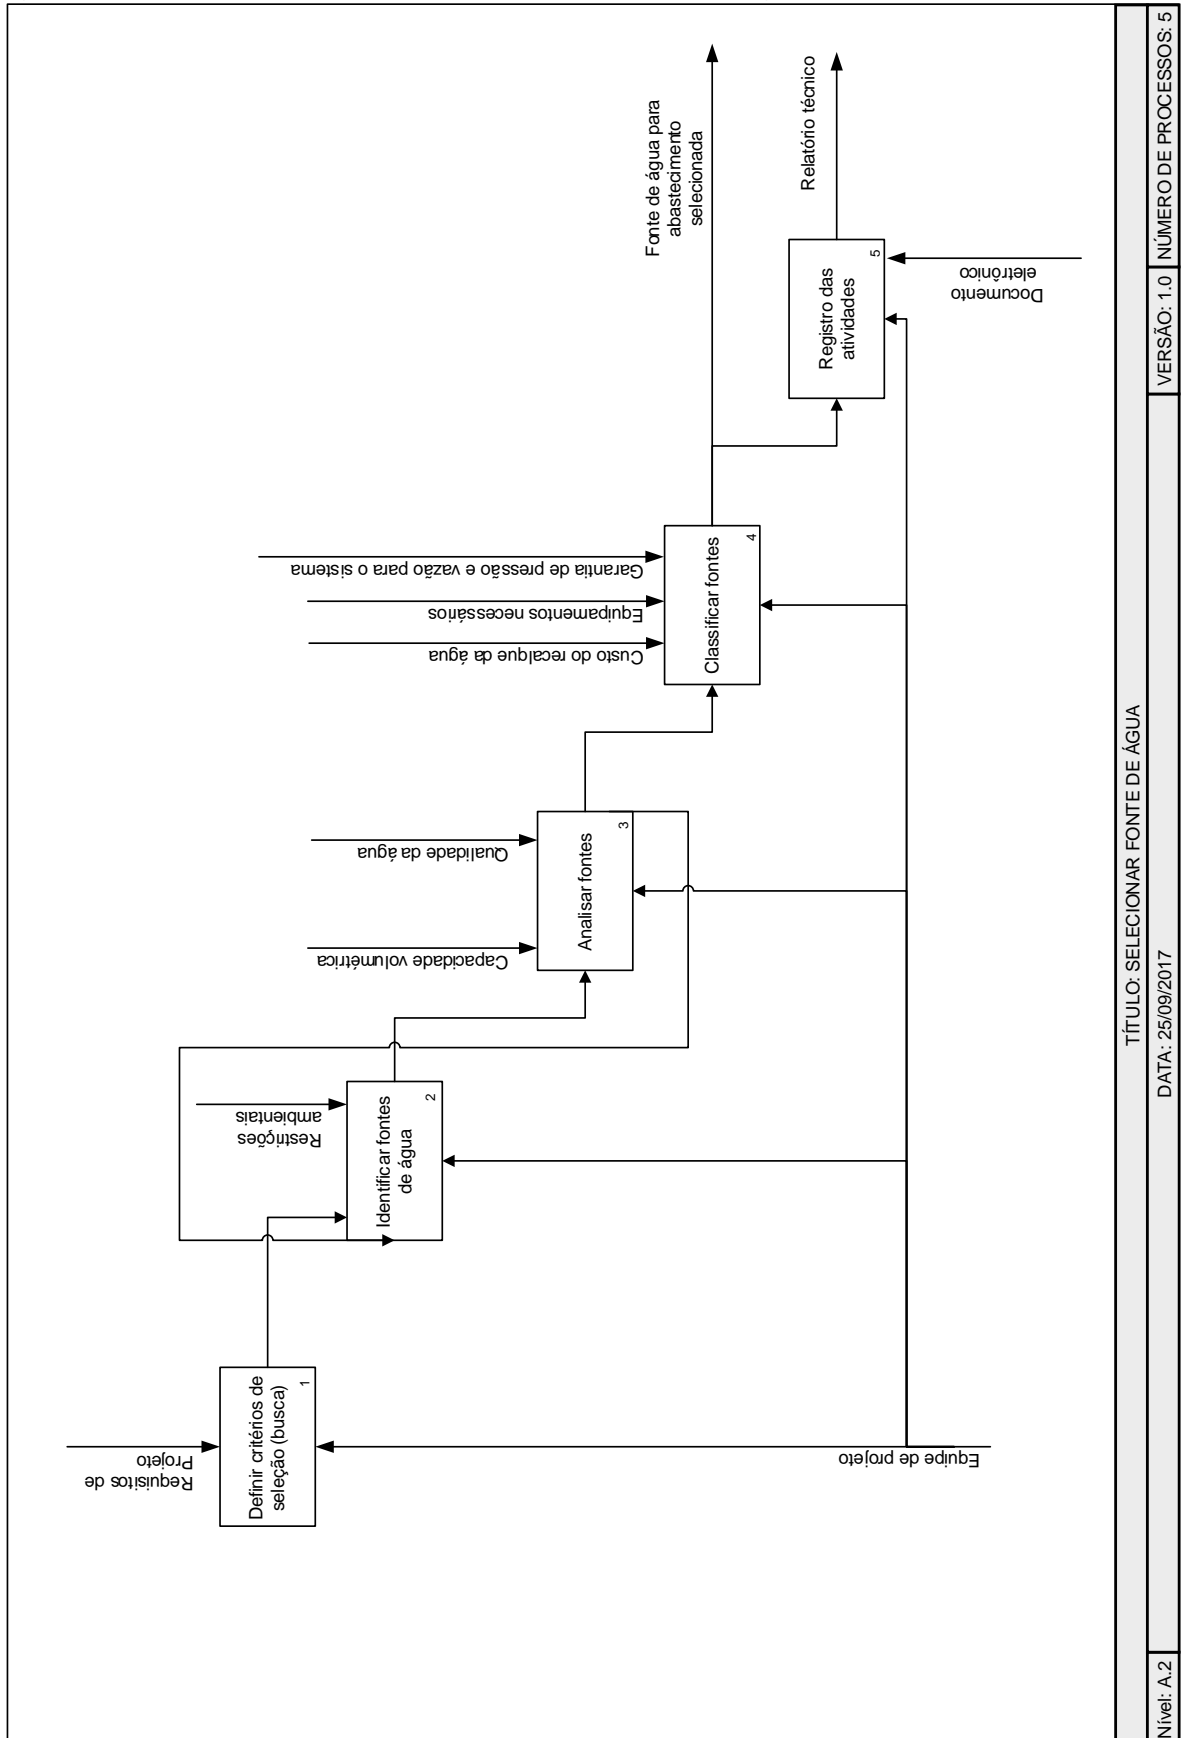 Requisitos de
Projeto
Definir critérios de
seleção (busca)
1
Restrições
ambientais
Identificar fontes
de água
2
Capacidade volumétrica
Qualidade da água
Analisar fontes
3
Custo do recalque da água
Equipamentos necessários
Garantia de pressão e vazão para o sistema
Classificar fontes
4
Fonte de água para
abastecimento
selecionada
Registro das
atividades
5
Relatório técnico
Documento
eletrônico
Equipe de projeto
TÍTULO: SELECIONAR FONTE DE ÁGUA
Nível: A.2
DATA: 25/09/2017
VERSÃO: 1.0
NÚMERO DE PROCESSOS: 5